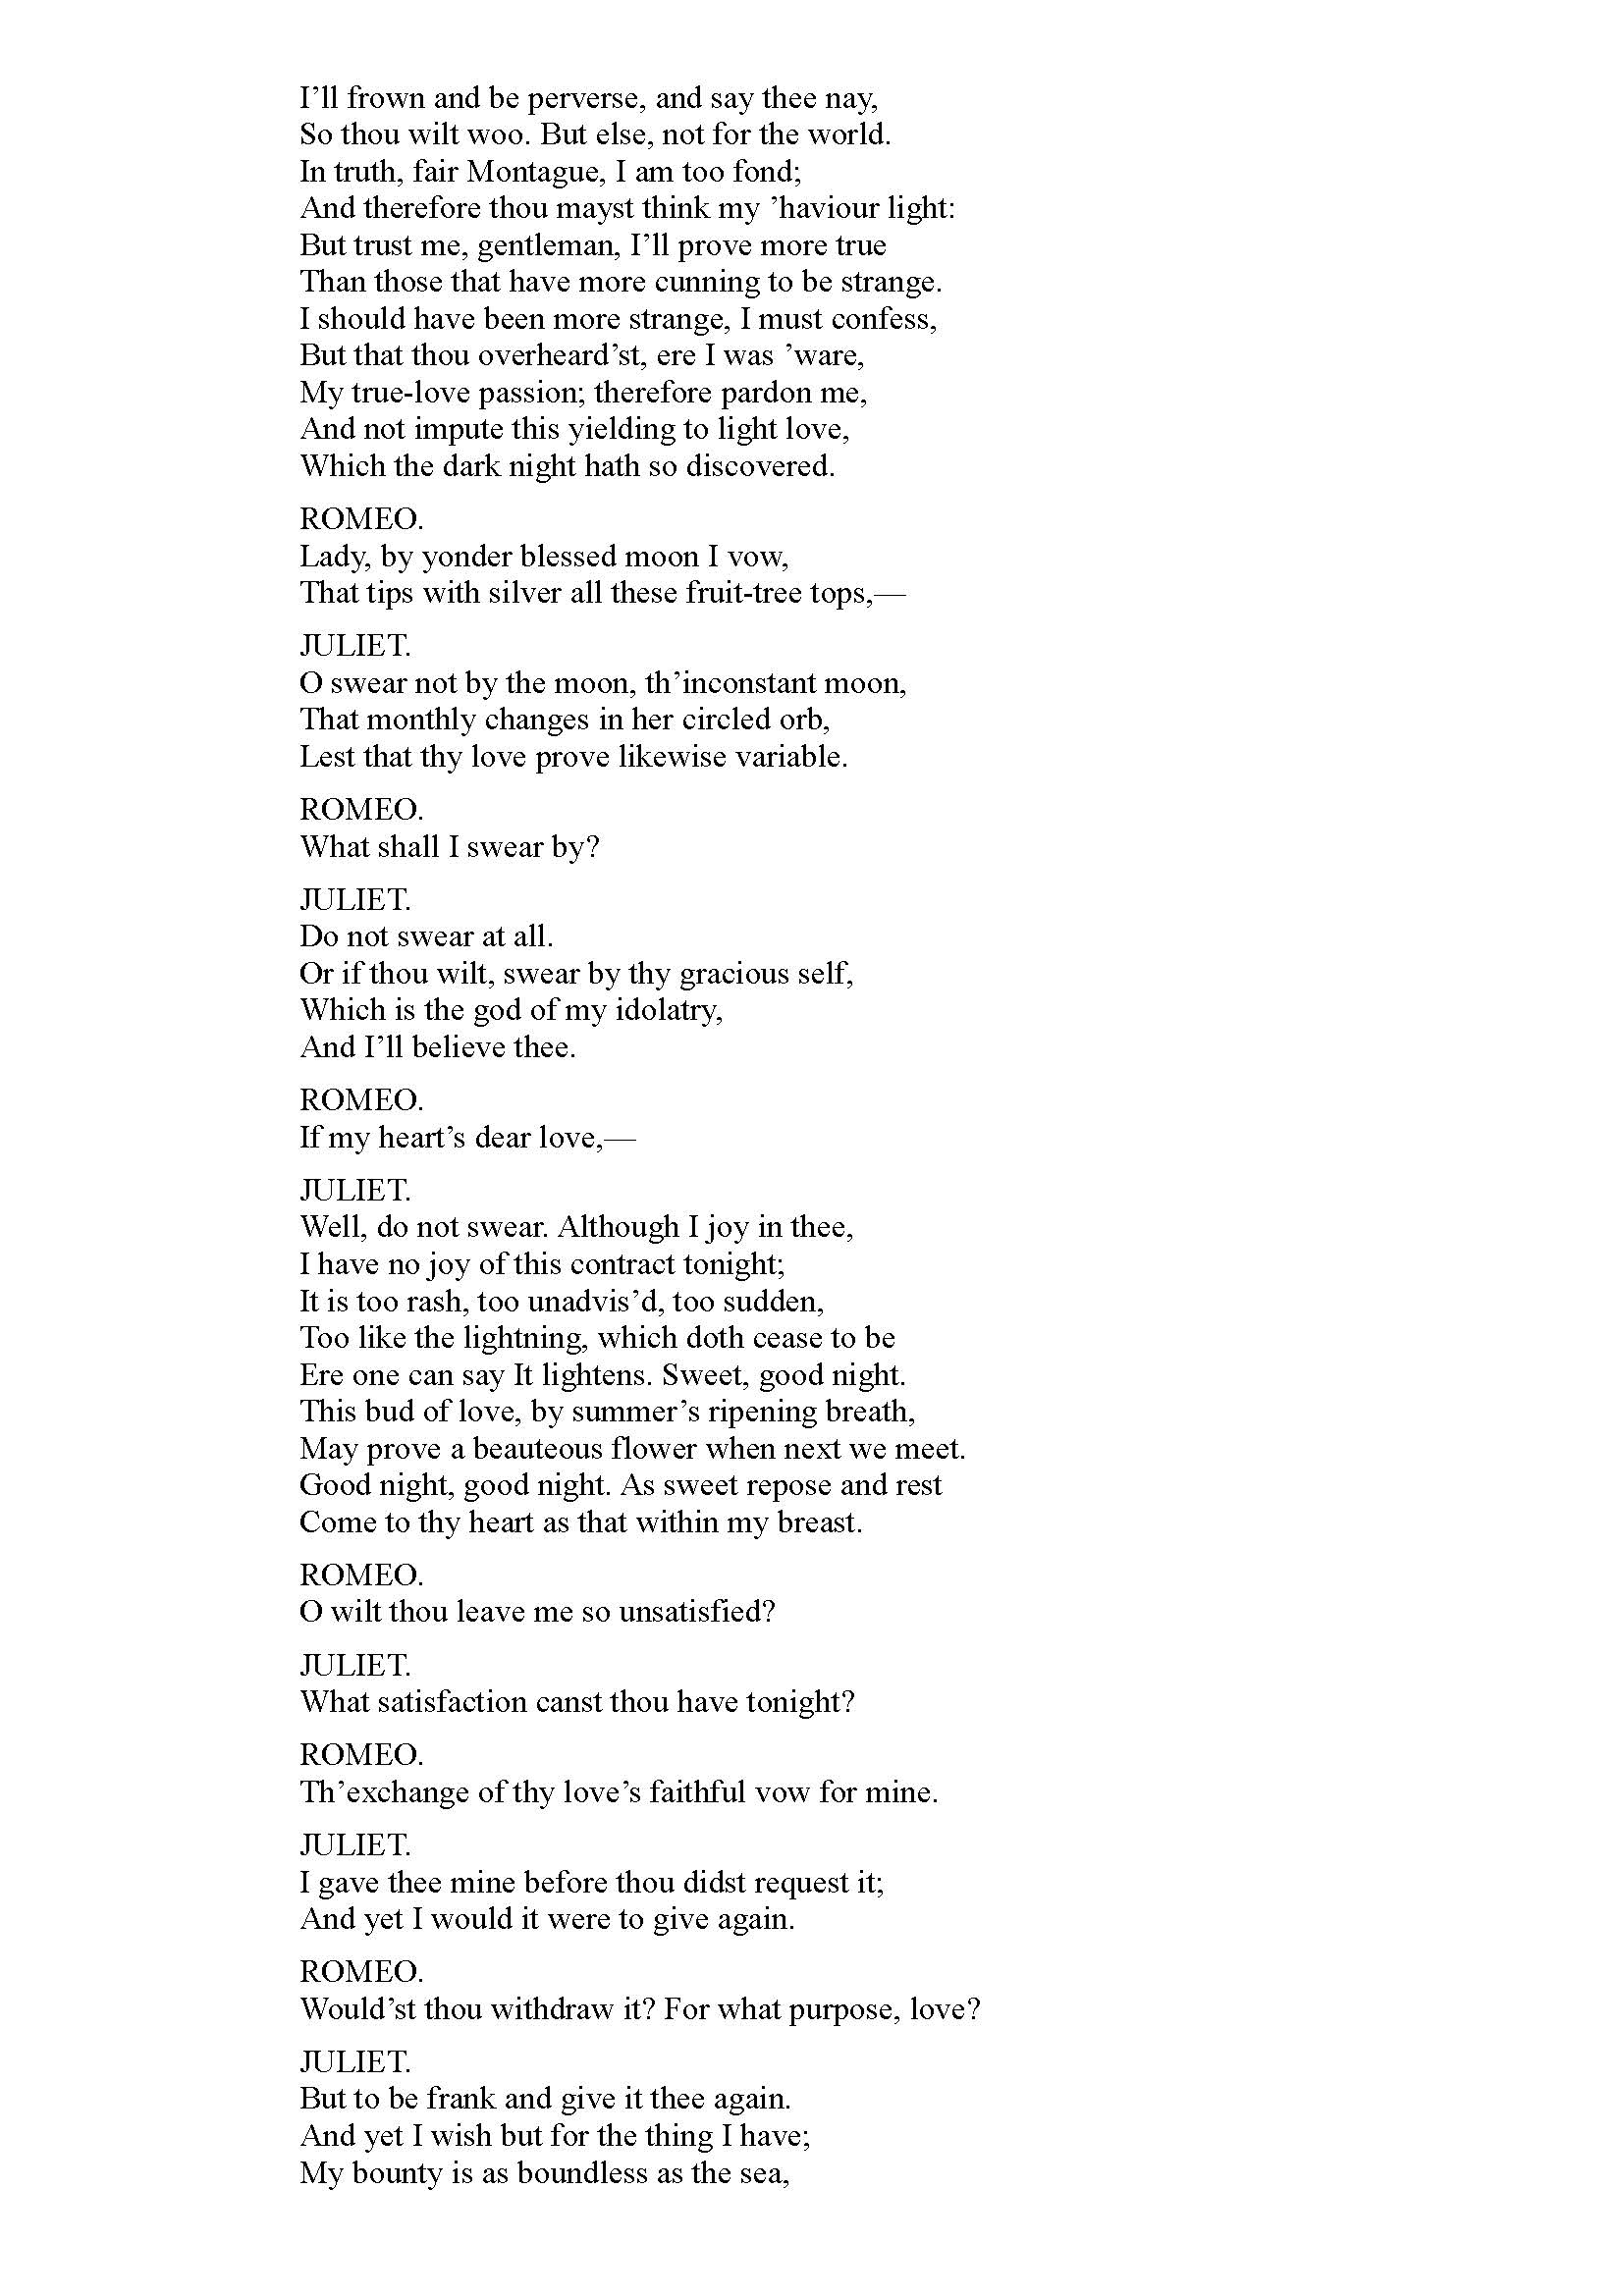 I’ll frown and be perverse, and say thee nay,
So thou wilt woo. But else, not for the world.
In truth, fair Montague, I am too fond;
And therefore thou mayst think my ’haviour light:
But trust me, gentleman, I’ll prove more true
Than those that have more cunning to be strange.
I should have been more strange, I must confess,
But that thou overheard’st, ere I was ’ware,
My true-love passion; therefore pardon me,
And not impute this yielding to light love,
Which the dark night hath so discovered.
ROMEO.
Lady, by yonder blessed moon I vow,
That tips with silver all these fruit-tree tops,—
JULIET.
O swear not by the moon, th’inconstant moon,
That monthly changes in her circled orb,
Lest that thy love prove likewise variable.
ROMEO.
What shall I swear by?
JULIET.
Do not swear at all.
Or if thou wilt, swear by thy gracious self,
Which is the god of my idolatry,
And I’ll believe thee.
ROMEO.
If my heart’s dear love,—
JULIET.
Well, do not swear. Although I joy in thee,
I have no joy of this contract tonight;
It is too rash, too unadvis’d, too sudden,
Too like the lightning, which doth cease to be
Ere one can say It lightens. Sweet, good night.
This bud of love, by summer’s ripening breath,
May prove a beauteous flower when next we meet.
Good night, good night. As sweet repose and rest
Come to thy heart as that within my breast.
ROMEO.
O wilt thou leave me so unsatisfied?
JULIET.
What satisfaction canst thou have tonight?
ROMEO.
Th’exchange of thy love’s faithful vow for mine.
JULIET.
I gave thee mine before thou didst request it;
And yet I would it were to give again.
ROMEO.
Would’st thou withdraw it? For what purpose, love?
JULIET.
But to be frank and give it thee again.
And yet I wish but for the thing I have;
My bounty is as boundless as the sea,